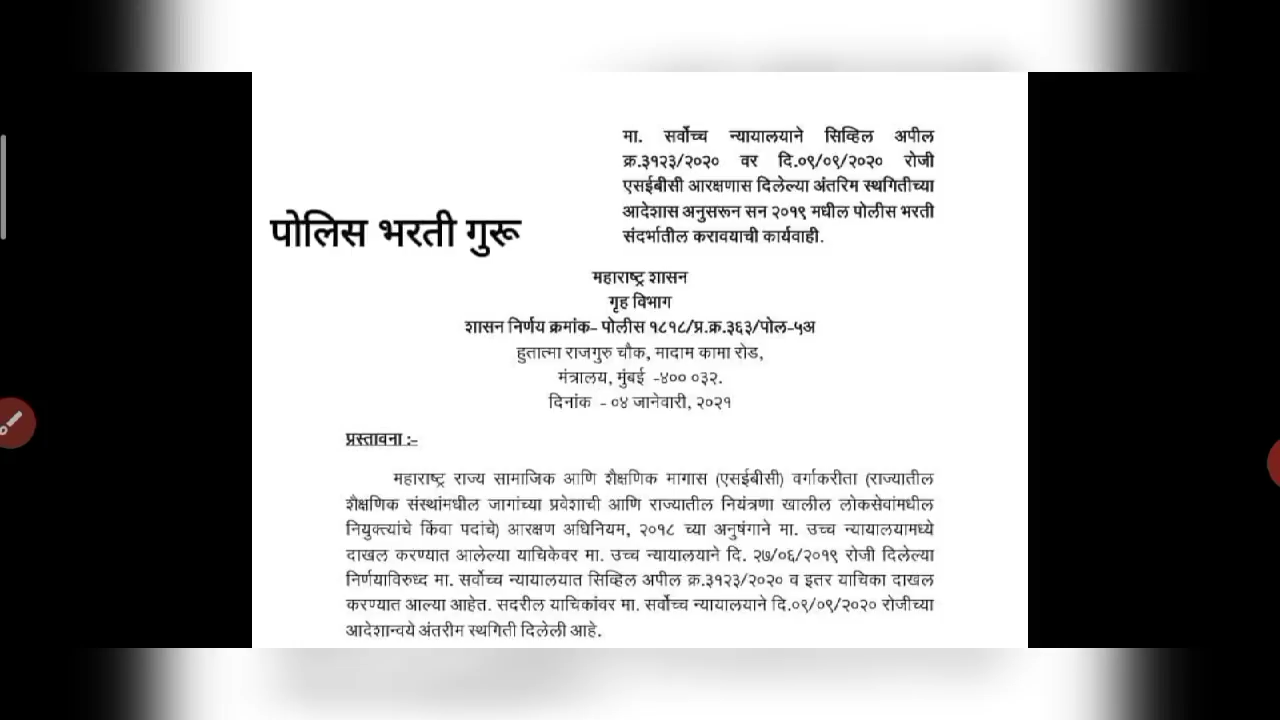 मा. सर्वोच्च न्यायालयाने सिव्हिल अपील
क्र.३१२३/२०२० वर दि.०९/०९/२०२० रोजी
एसईबीसी आरक्षणास दिलेल्या अंतरिम स्थगितीच्या
आदेशास अनुसरून सन २०१९ मधील पोलीस भरती
संदर्भातील करावयाची कार्यवाही.
पोलिस भरती गुरू
महाराष्ट्र शासन
गृह विभाग
शासन निर्णय क्रमांक- पोलीस १८१८/प्र.क्र.३६३/पोल-५अ
हुतात्मा राजगुरु चौक, मादाम कामा रोड,
मंत्रालय, मुंबई -४०० ०३२.
दिनांक - ०४ जानेवारी, २०२१
प्रस्तावना :-
महाराष्ट्र राज्य सामाजिक आणि शैक्षणिक मागास (एसईबीसी) वर्गाकरीता (राज्यातील
शैक्षणिक संस्थांमधील जागांच्या प्रवेशाची आणि राज्यातील नियंत्रणा खालील लोकसेवांमधील
नियुक्त्यांचे किंवा पदांचे) आरक्षण अधिनियम, २०१८ च्या अनुषंगाने मा. उच्च न्यायालयामध्ये
दाखल करण्यात आलेल्या याचिकेवर मा. उच्च न्यायालयाने दि. २७/०६/२०१९ रोजी दिलेल्या
निर्णयाविरुध्द मा. सर्वोच्च न्यायालयात सिव्हिल अपील क्र.३१२३/२०२० व इतर याचिका दाखल
करण्यात आल्या आहेत. सदरील याचिकांवर मा. सर्वोच्च न्यायालयाने दि.०९/०९/२०२० रोजीच्या
आदेशान्वये अंतरीम स्थगिती दिलेली आहे.